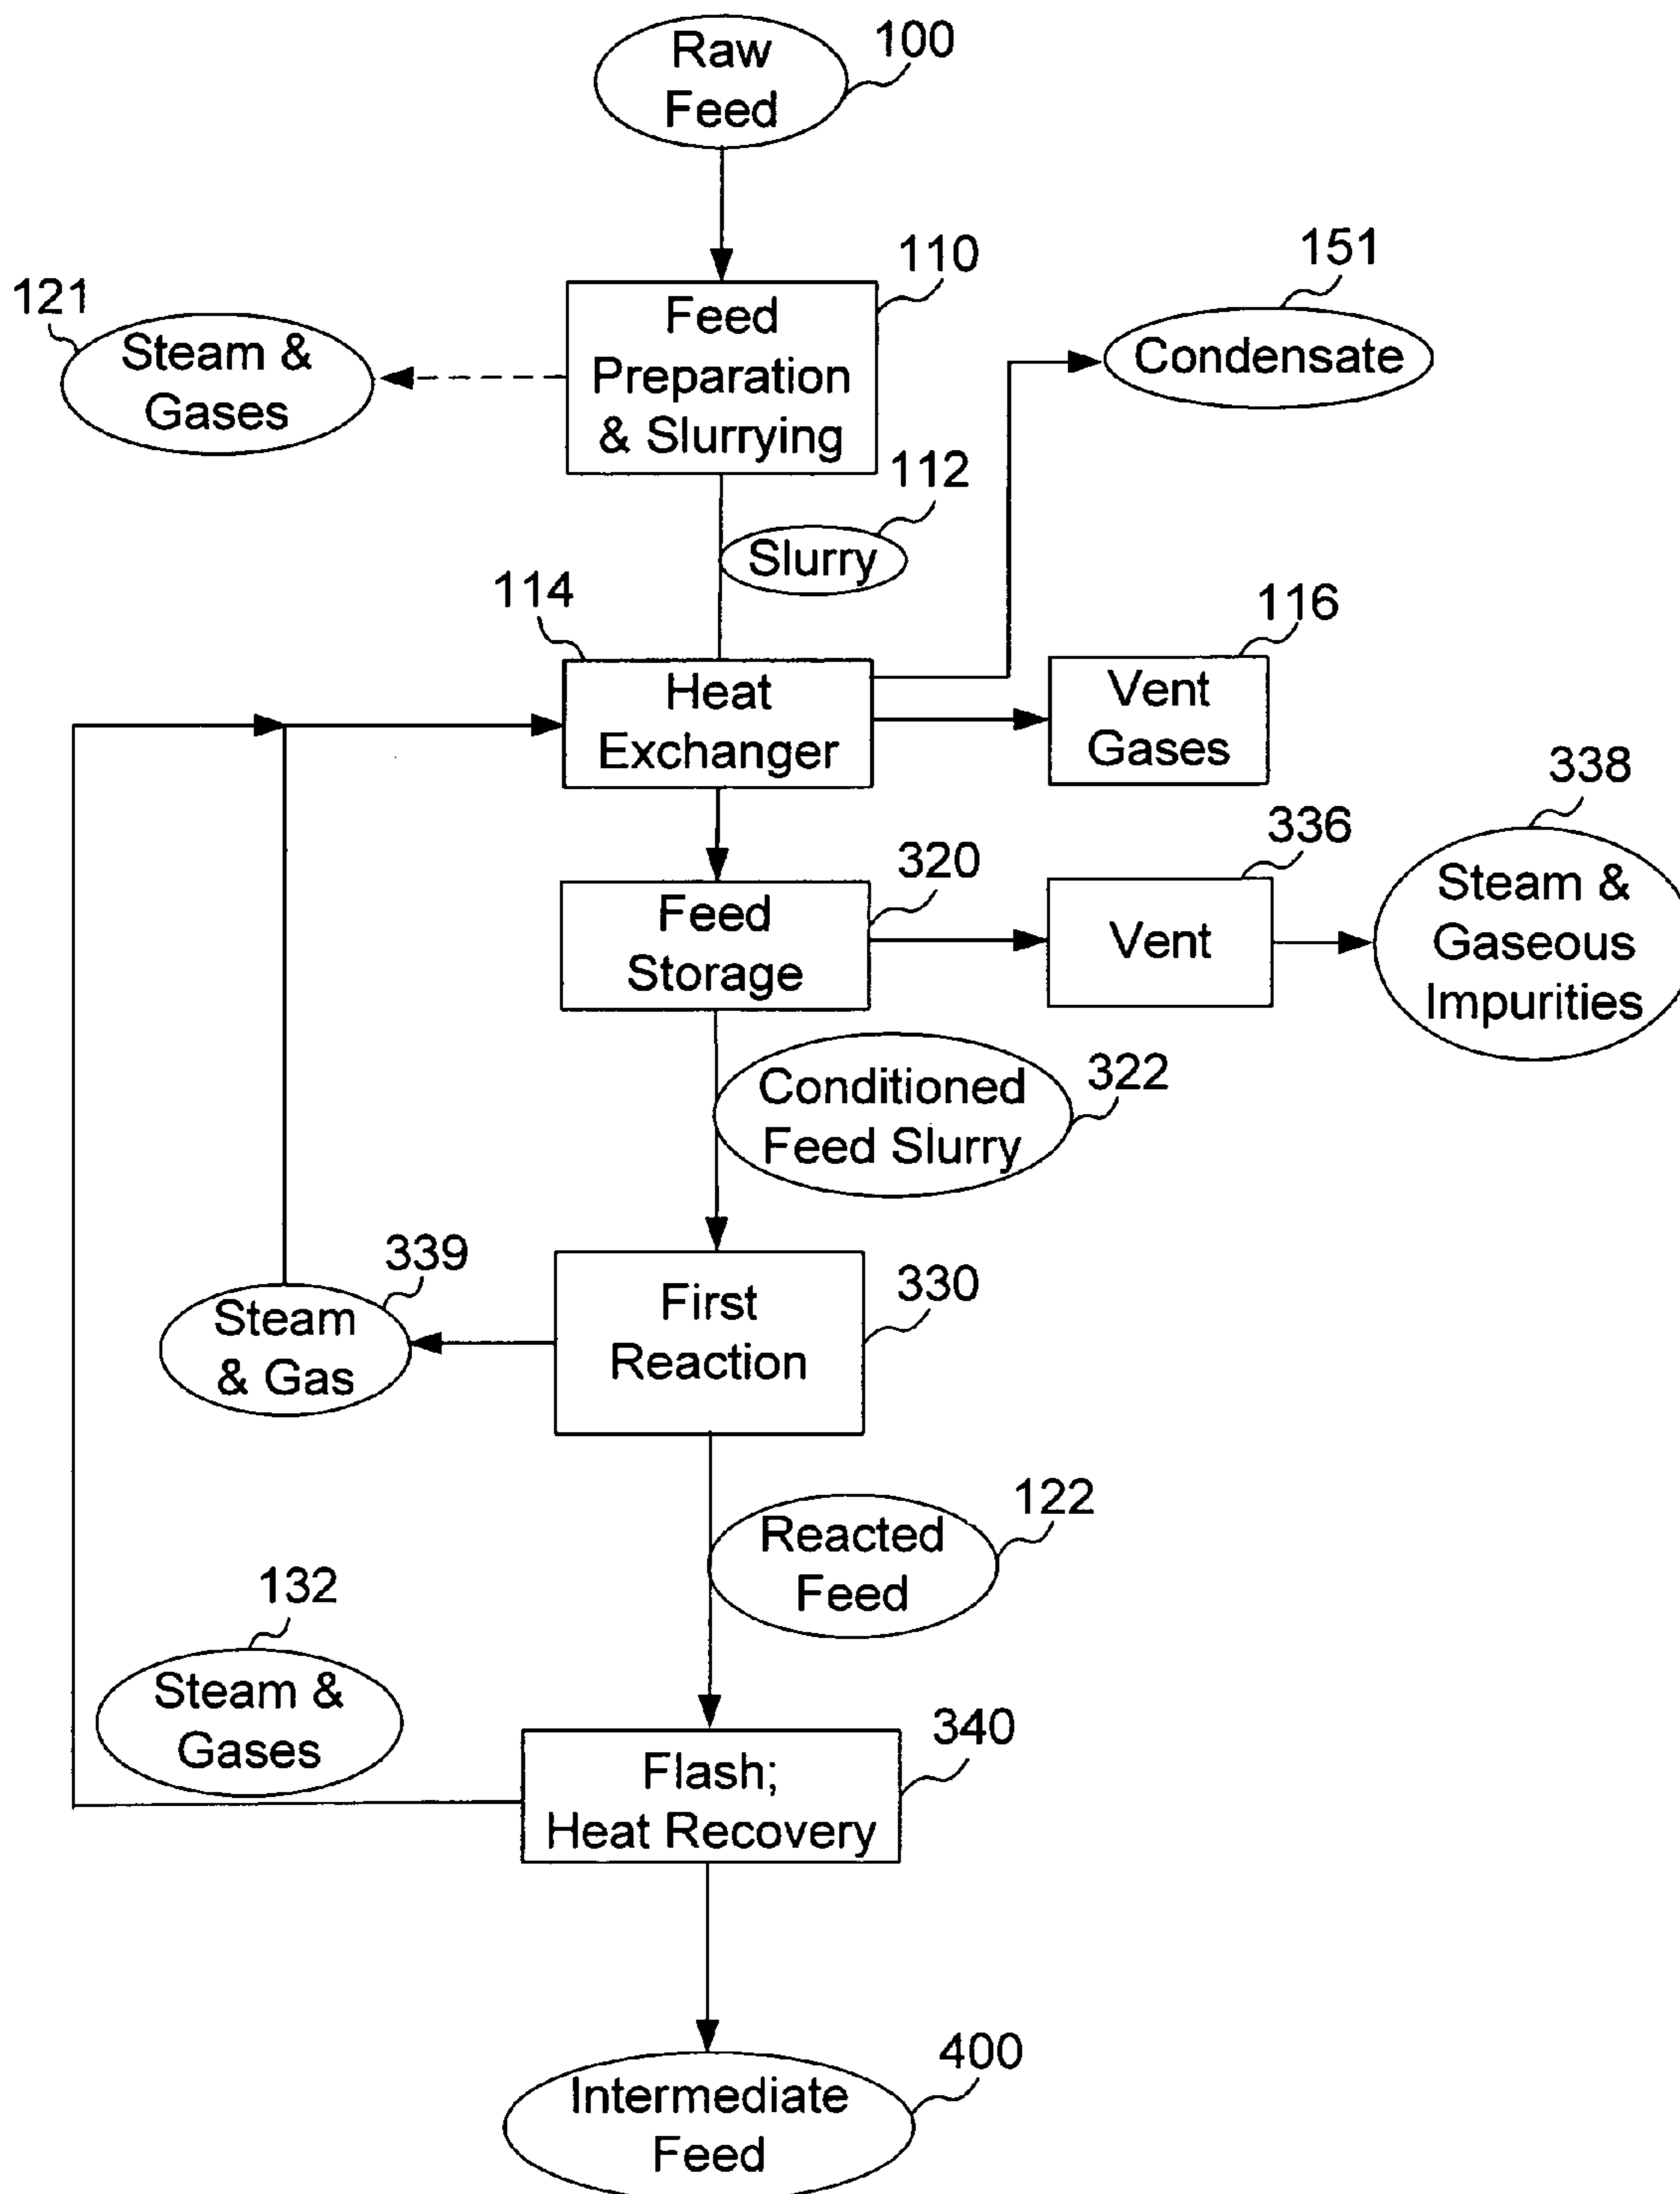 Raw
Feed
100
110
Feed
Preparation
& Slurrying
121
Steam &
Gases
151
Condensate
112
Slurry
114
Heat
Exchanger
116
Vent
Gases
338
Steam &
Gaseous
Impurities
336
Vent
320
Feed
Storage
Conditioned
Feed Slurry
322
339
Steam
& Gas
First
Reaction
330
122
Reacted
Feed
132
Steam &
Gases
340
Flash;
Heat Recovery
400
Intermediate
Feed